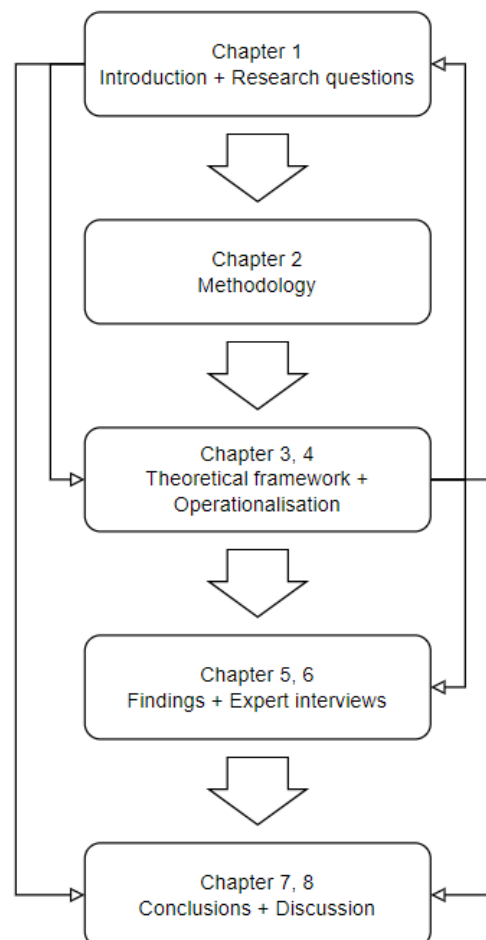 Chapter 1
Introduction + Research questions
Chapter 2
Methodology
Chapter 3, 4
Theoretical framework +
Operationalisation
Chapter 5, 6
Findings + Expert interviews
Chapter 7, 8
Conclusions + Discussion